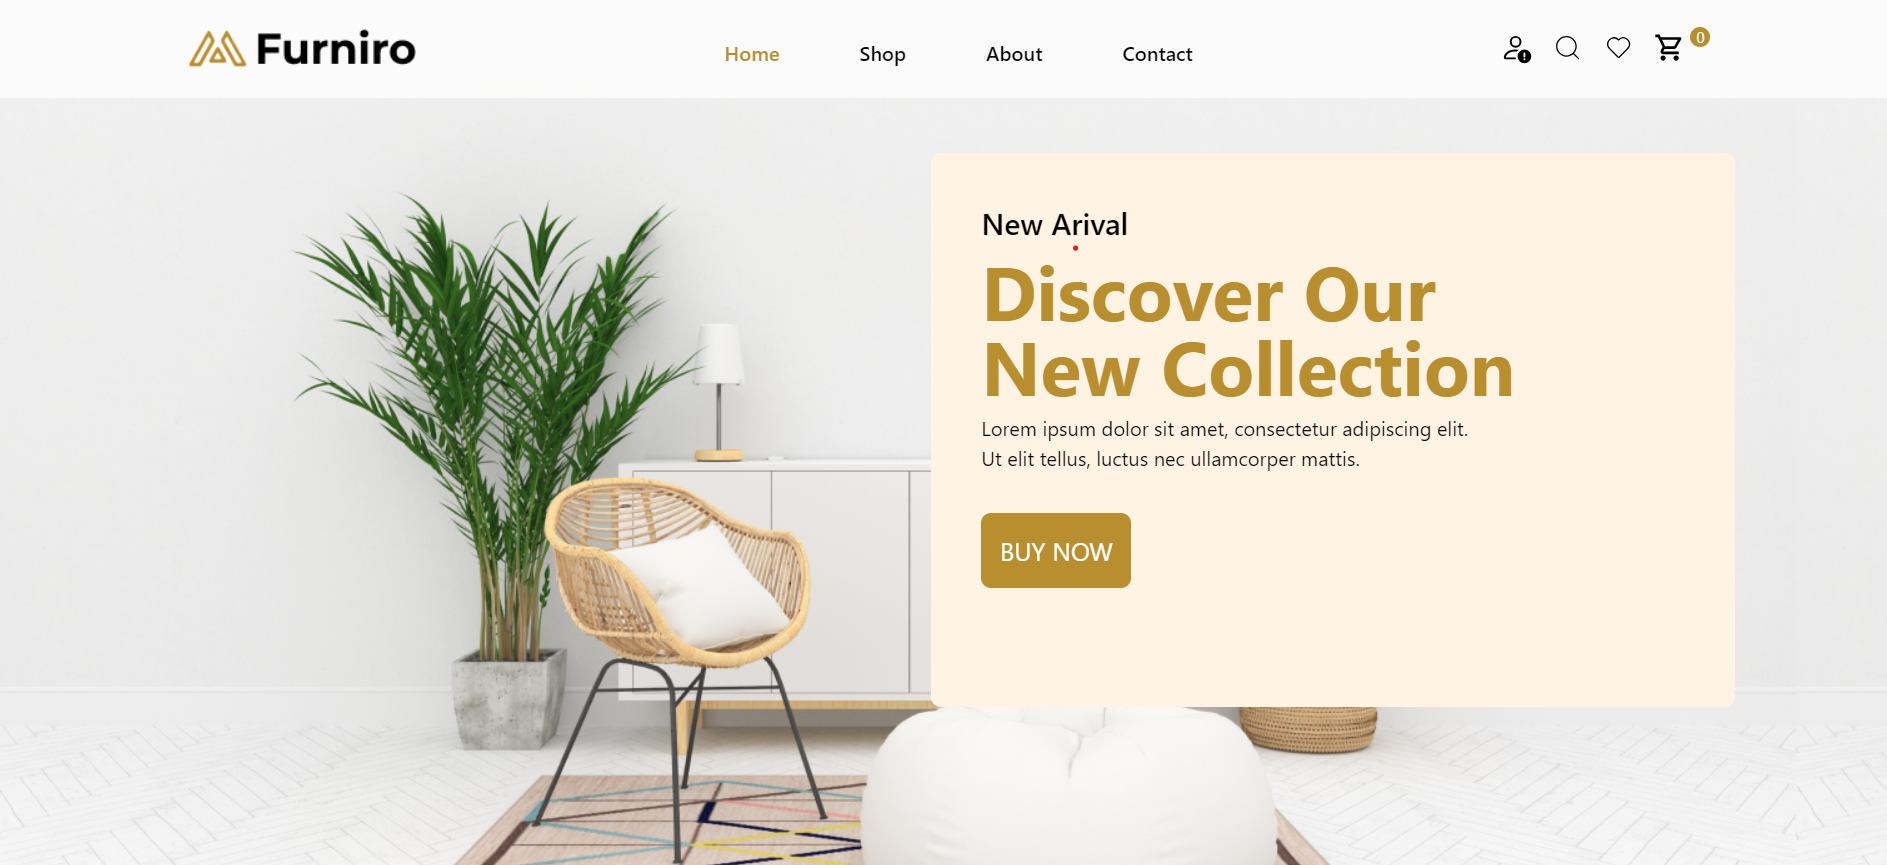 Furniro
Home Shop About Contact
0
New Arival
Discover Our
New Collection
Lorem ipsum dolor sit amet, consectetur adipiscing elit.
Ut elit tellus, luctus nec ullamcorper mattis.
BUY NOW